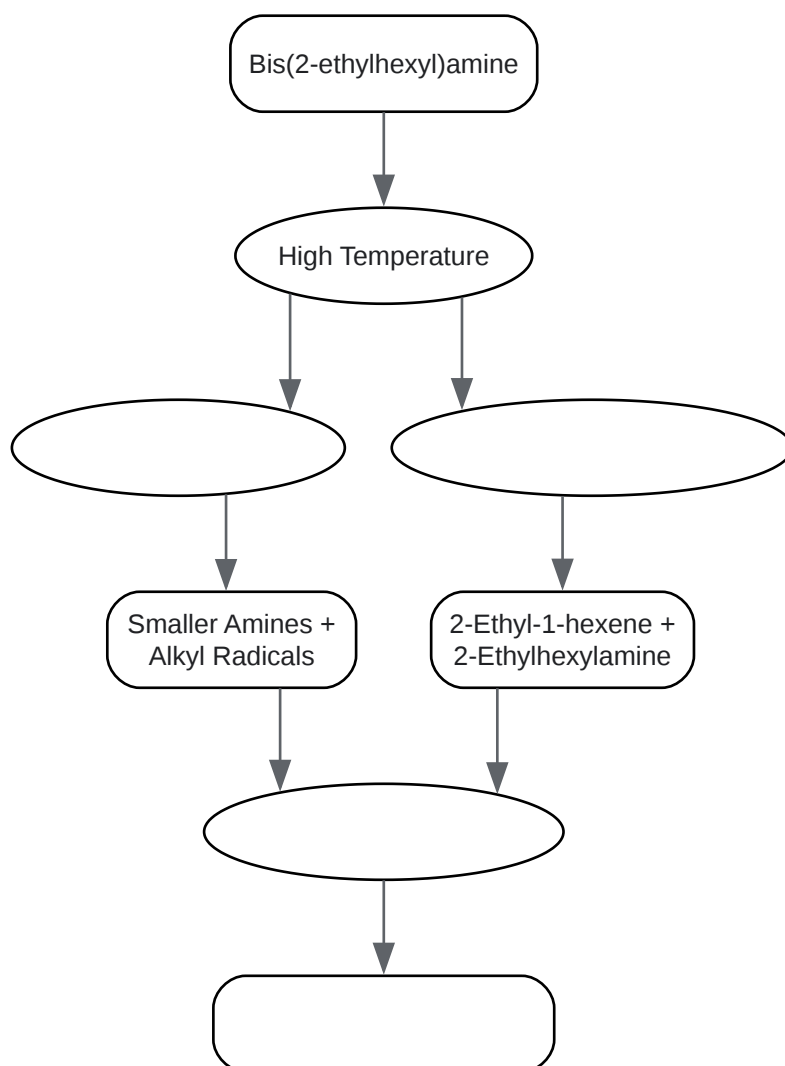 Bis(2-ethylhexyl)amine
High Temperature
Smaller Amines +
Alkyl Radicals
2-Ethyl-1-hexene +
2-Ethylhexylamine